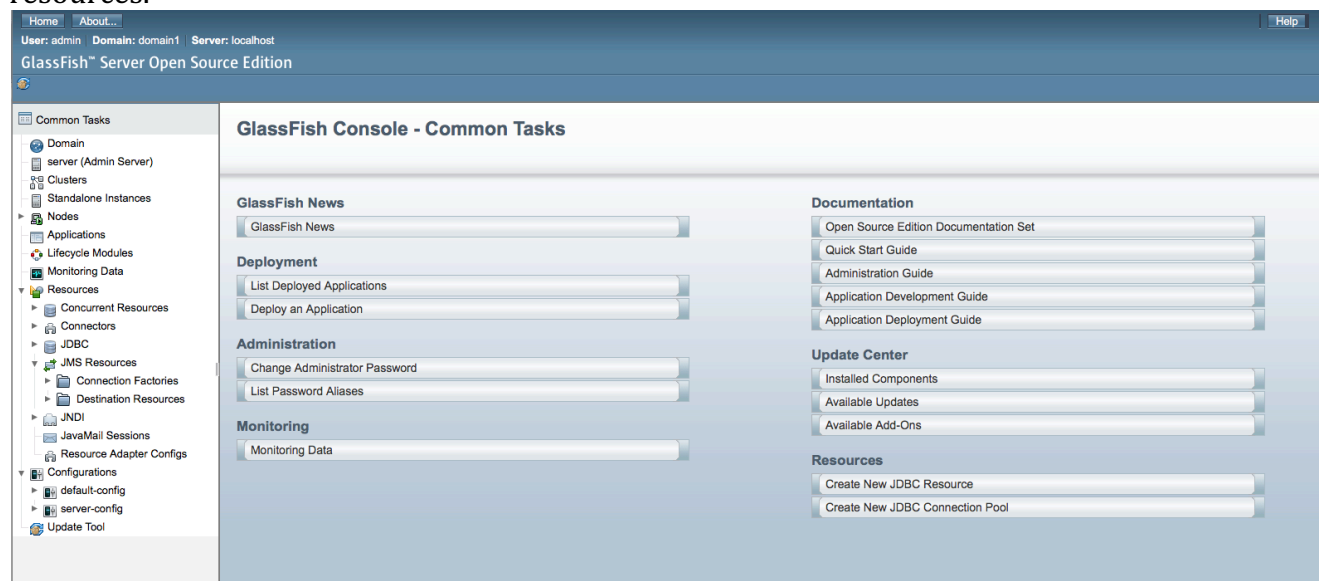 resources.
Home About... Help
User: admin Domain: domain1 Server: localhost
GlassFish™ Server Open Source Edition
Common Tasks
Domain
server (Admin Server)
Clusters
Standalone Instances
Nodes
Applications
Lifecycle Modules
Monitoring Data
Resources
Concurrent Resources
Connectors
JDBC
JMS Resources
Connection Factories
Destination Resources
JNDI
JavaMail Sessions
Resource Adapter Configs
Configurations
default-config
server-config
Update Tool
GlassFish Console - Common Tasks
GlassFish News
GlassFish News
Deployment
List Deployed Applications
Deploy an Application
Administration
Change Administrator Password
List Password Aliases
Monitoring
Monitoring Data
Documentation
Open Source Edition Documentation Set
Quick Start Guide
Administration Guide
Application Development Guide
Application Deployment Guide
Update Center
Installed Components
Available Updates
Available Add-Ons
Resources
Create New JDBC Resource
Create New JDBC Connection Pool